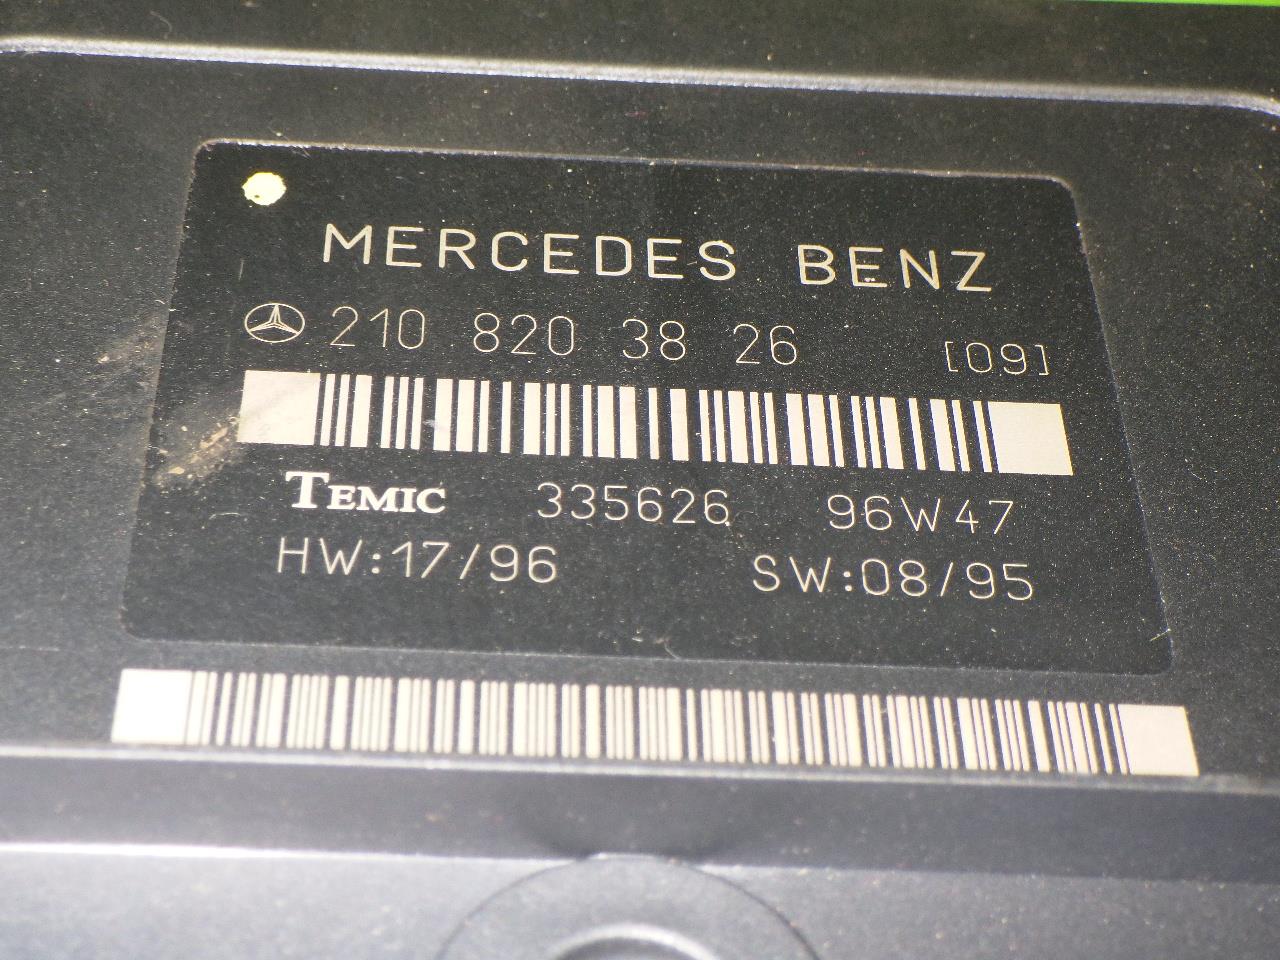 MERCEDES BENZ
210 820 38 26 [09]
TEMIC 335626 96W47
HW:17/96 SW:08/95